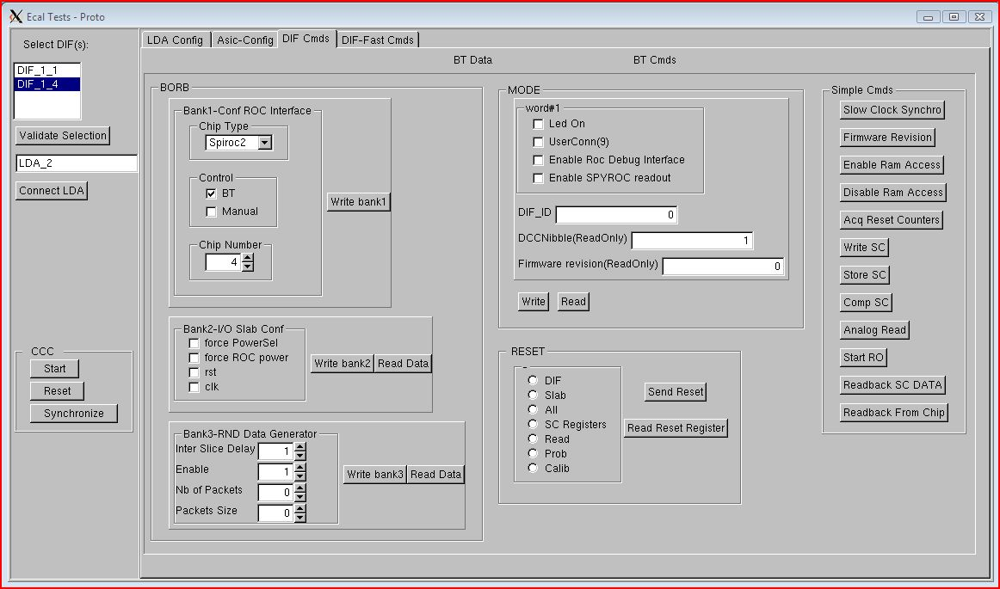 Ecal Tests - Proto
Select DIF(s):
DIF_1_1
DIF_1_4
Validate Selection
LDA_2
Connect LDA
CCC
Start
Reset
Synchronize
LDA Config
Asic-Config
DIF Cmds
DIF-Fast Cmds
BT Data
BT Cmds
BORB
Bank1-Conf ROC Interface
Chip Type
Spiroc2
Control
BT
Manual
Chip Number
4
Write bank1
Bank2-I/O Slab Conf
force PowerSel
force ROC power
rst
clk
Write bank2
Read Data
Bank3-RND Data Generator
Inter Slice Delay 1
Enable 1
Nb of Packets 0
Packets Size 0
Write bank3
Read Data
MODE
word#1
Led On
UserConn(9)
Enable Roc Debug Interface
Enable SPYROC readout
DIF_ID 0
DCCNibble(ReadOnly) 1
Firmware revision(ReadOnly) 0
Write
Read
RESET
-
DIF
Slab
All
SC Registers
Read
Prob
Calib
Send Reset
Read Reset Register
Simple Cmds
Slow Clock Synchro
Firmware Revision
Enable Ram Access
Disable Ram Access
Acq Reset Counters
Write SC
Store SC
Comp SC
Analog Read
Start RO
Readback SC DATA
Readback From Chip